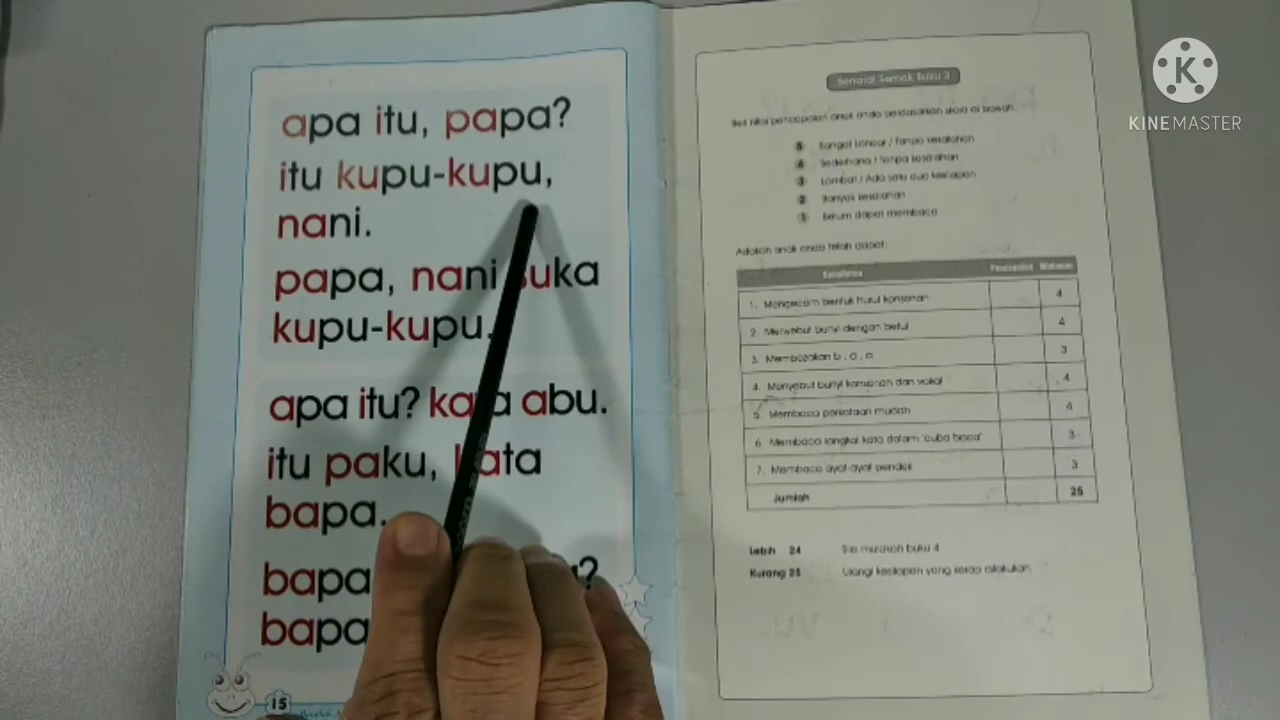 apa itu, papa?
itu kupu-kupu,
nani.
papa, nani suka
kupu-kupu.
apa itu? kata abu.
itu paku, kata
bapa.
bapa
bapa
15
Senarai Semak Buku 3
Beri nilai pencapaian anak anda berdasarkan skala di bawah.
5 Sangat Lancar / Tanpa kesalahan
4 Sederhana / Tanpa kesalahan
3 Lambat / Ada satu dua kesilapan
2 Banyak kesalahan
1 Belum dapat membaca
Adakah anak anda telah dapat:
Kemahiran Pencapaian Maksimum
1. Mengecam bentuk huruf konsonan 4
2. Menyebut bunyi dengan betul 4
3. Membezakan b, d, a 3
4. Menyebut bunyi konsonan dan vokal 4
5. Membaca perkataan mudah 4
6. Membaca rangkai kata dalam 'cuba baca' 3
7. Membaca ayat-ayat pendek 3
Jumlah 25
Lebih 24 Sila mulakan buku 4
Kurang 25 Ulangi kesilapan yang kerap dilakukan
K
KINEMASTER